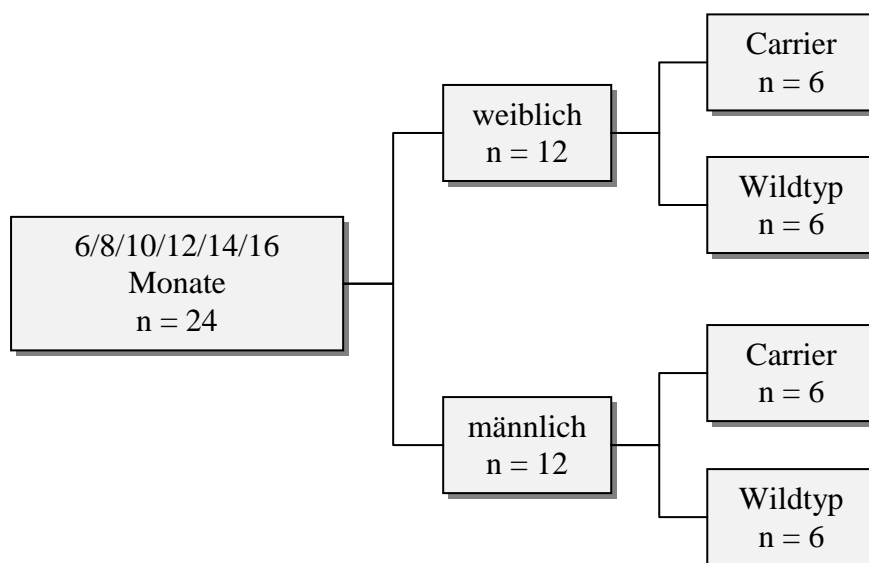 6/8/10/12/14/16
Monate
n = 24
weiblich
n = 12
Carrier
n = 6
Wildtyp
n = 6
männlich
n = 12
Carrier
n = 6
Wildtyp
n = 6